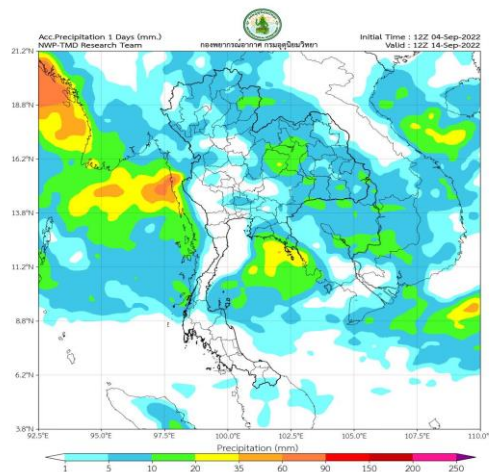 Acc.Precipitation 1 Days (mm.)
NWP-TMD Research Team
กองพยากรณ์อากาศ กรมอุตุนิยมวิทยา
Initial Time : 12Z 04-Sep-2022
Valid : 12Z 14-Sep-2022
21.2°N
18.8°N
16.2°N
13.8°N
11.2°N
8.8°N
6.2°N
3.8°N
92.5°E 95.0°E 97.5°E 100.0°E 102.5°E 105.0°E 107.5°E 110.0°E
Precipitation (mm)
1 5 10 20 35 60 90 150 200 250